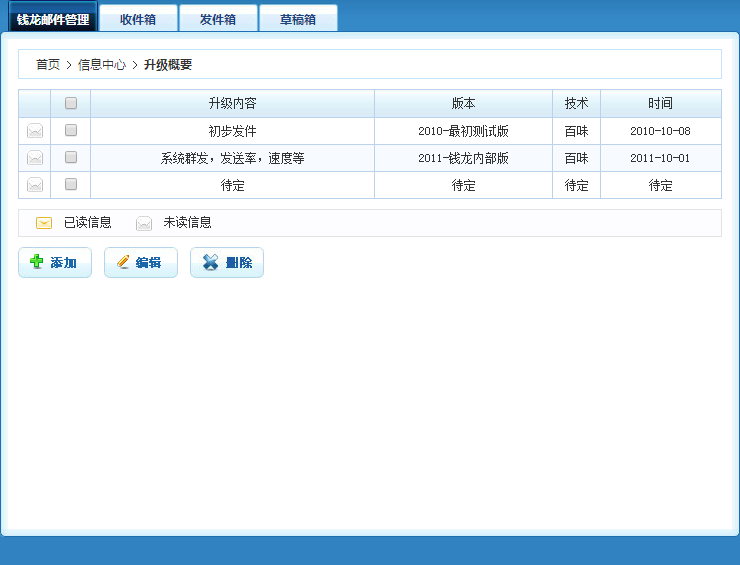 钱龙邮件管理 收件箱 发件箱 草稿箱
首页 > 信息中心 > 升级概要
升级内容 版本 技术 时间
初步发件 2010-最初测试版 百味 2010-10-08
系统群发，发送率，速度等 2011-钱龙内部版 百味 2011-10-01
待定 待定 待定 待定
已读信息 未读信息
添加 编辑 删除